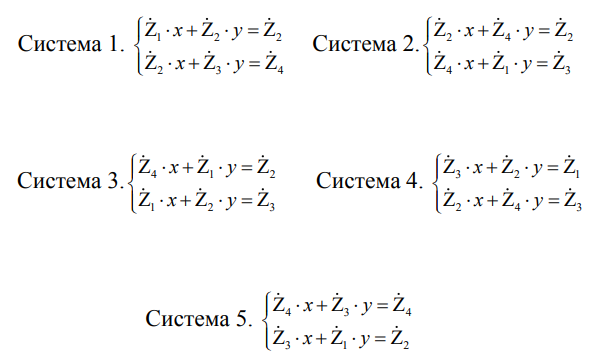 Система 1. { Ż₁ · x + Ż₂ · y = Ż₂
Ż₂ · x + Ż₃ · y = Ż₄
Система 2. { Ż₂ · x + Ż₄ · y = Ż₂
Ż₄ · x + Ż₁ · y = Ż₃
Система 3. { Ż₄ · x + Ż₁ · y = Ż₂
Ż₁ · x + Ż₂ · y = Ż₃
Система 4. { Ż₃ · x + Ż₂ · y = Ż₁
Ż₂ · x + Ż₄ · y = Ż₃
Система 5. { Ż₄ · x + Ż₃ · y = Ż₄
Ż₃ · x + Ż₁ · y = Ż₂